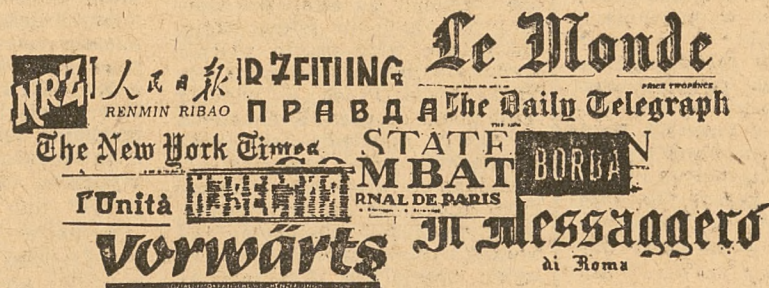 Le Monde
NRZ
人民日报
RENMIN RIBAO
R ZEITUNG
PRICE TWOPENCE
ПРАВДА
The Daily Telegraph
The New York Times
STATE
COMBAT
BORBA
l'Unità
RNAL DE PARIS
Il Messaggero
di Roma
Vorwärts